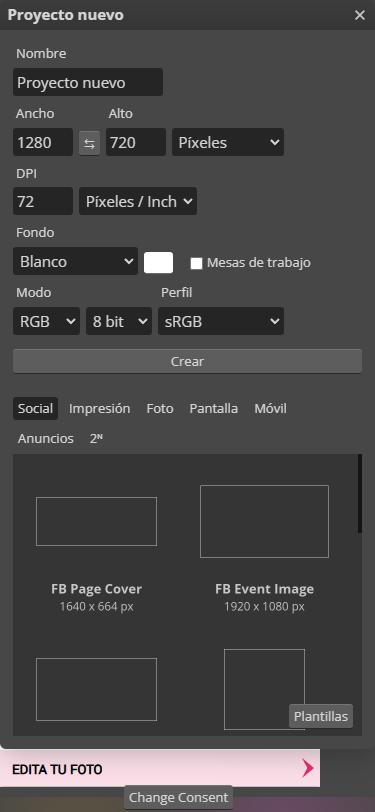 Proyecto nuevo
Nombre
Proyecto nuevo
Ancho Alto
1280 ⇆ 720 Píxeles
DPI
72 Píxeles / Inch
Fondo
Blanco Mesas de trabajo
Modo Perfil
RGB 8 bit sRGB
Crear
Social Impresión Foto Pantalla Móvil
Anuncios 2ᴺ
FB Page Cover FB Event Image
1640 x 664 px 1920 x 1080 px
Plantillas
EDITA TU FOTO
Change Consent